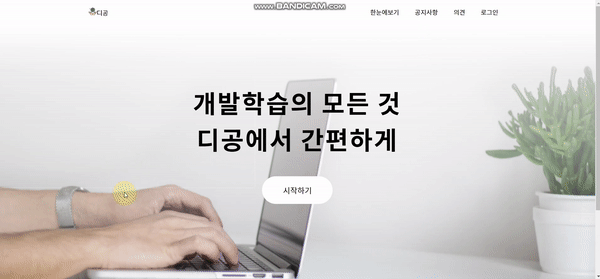 디공
www.BANDICAM.com
한눈에보기 공지사항 의견 로그인
개발학습의 모든 것
디공에서 간편하게
시작하기